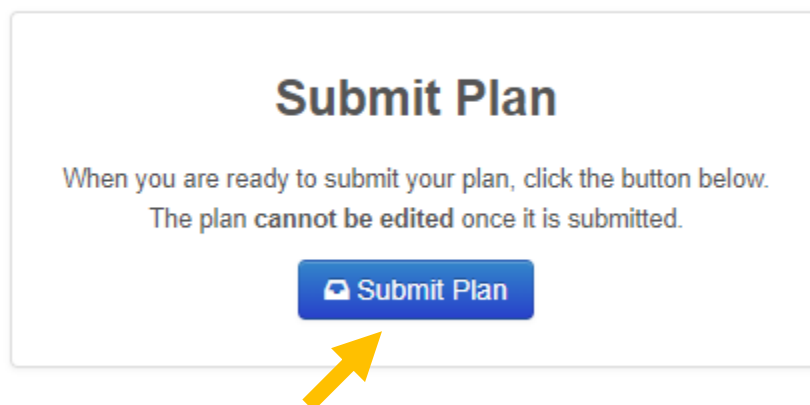 Submit Plan
When you are ready to submit your plan, click the button below.
The plan cannot be edited once it is submitted.
Submit Plan